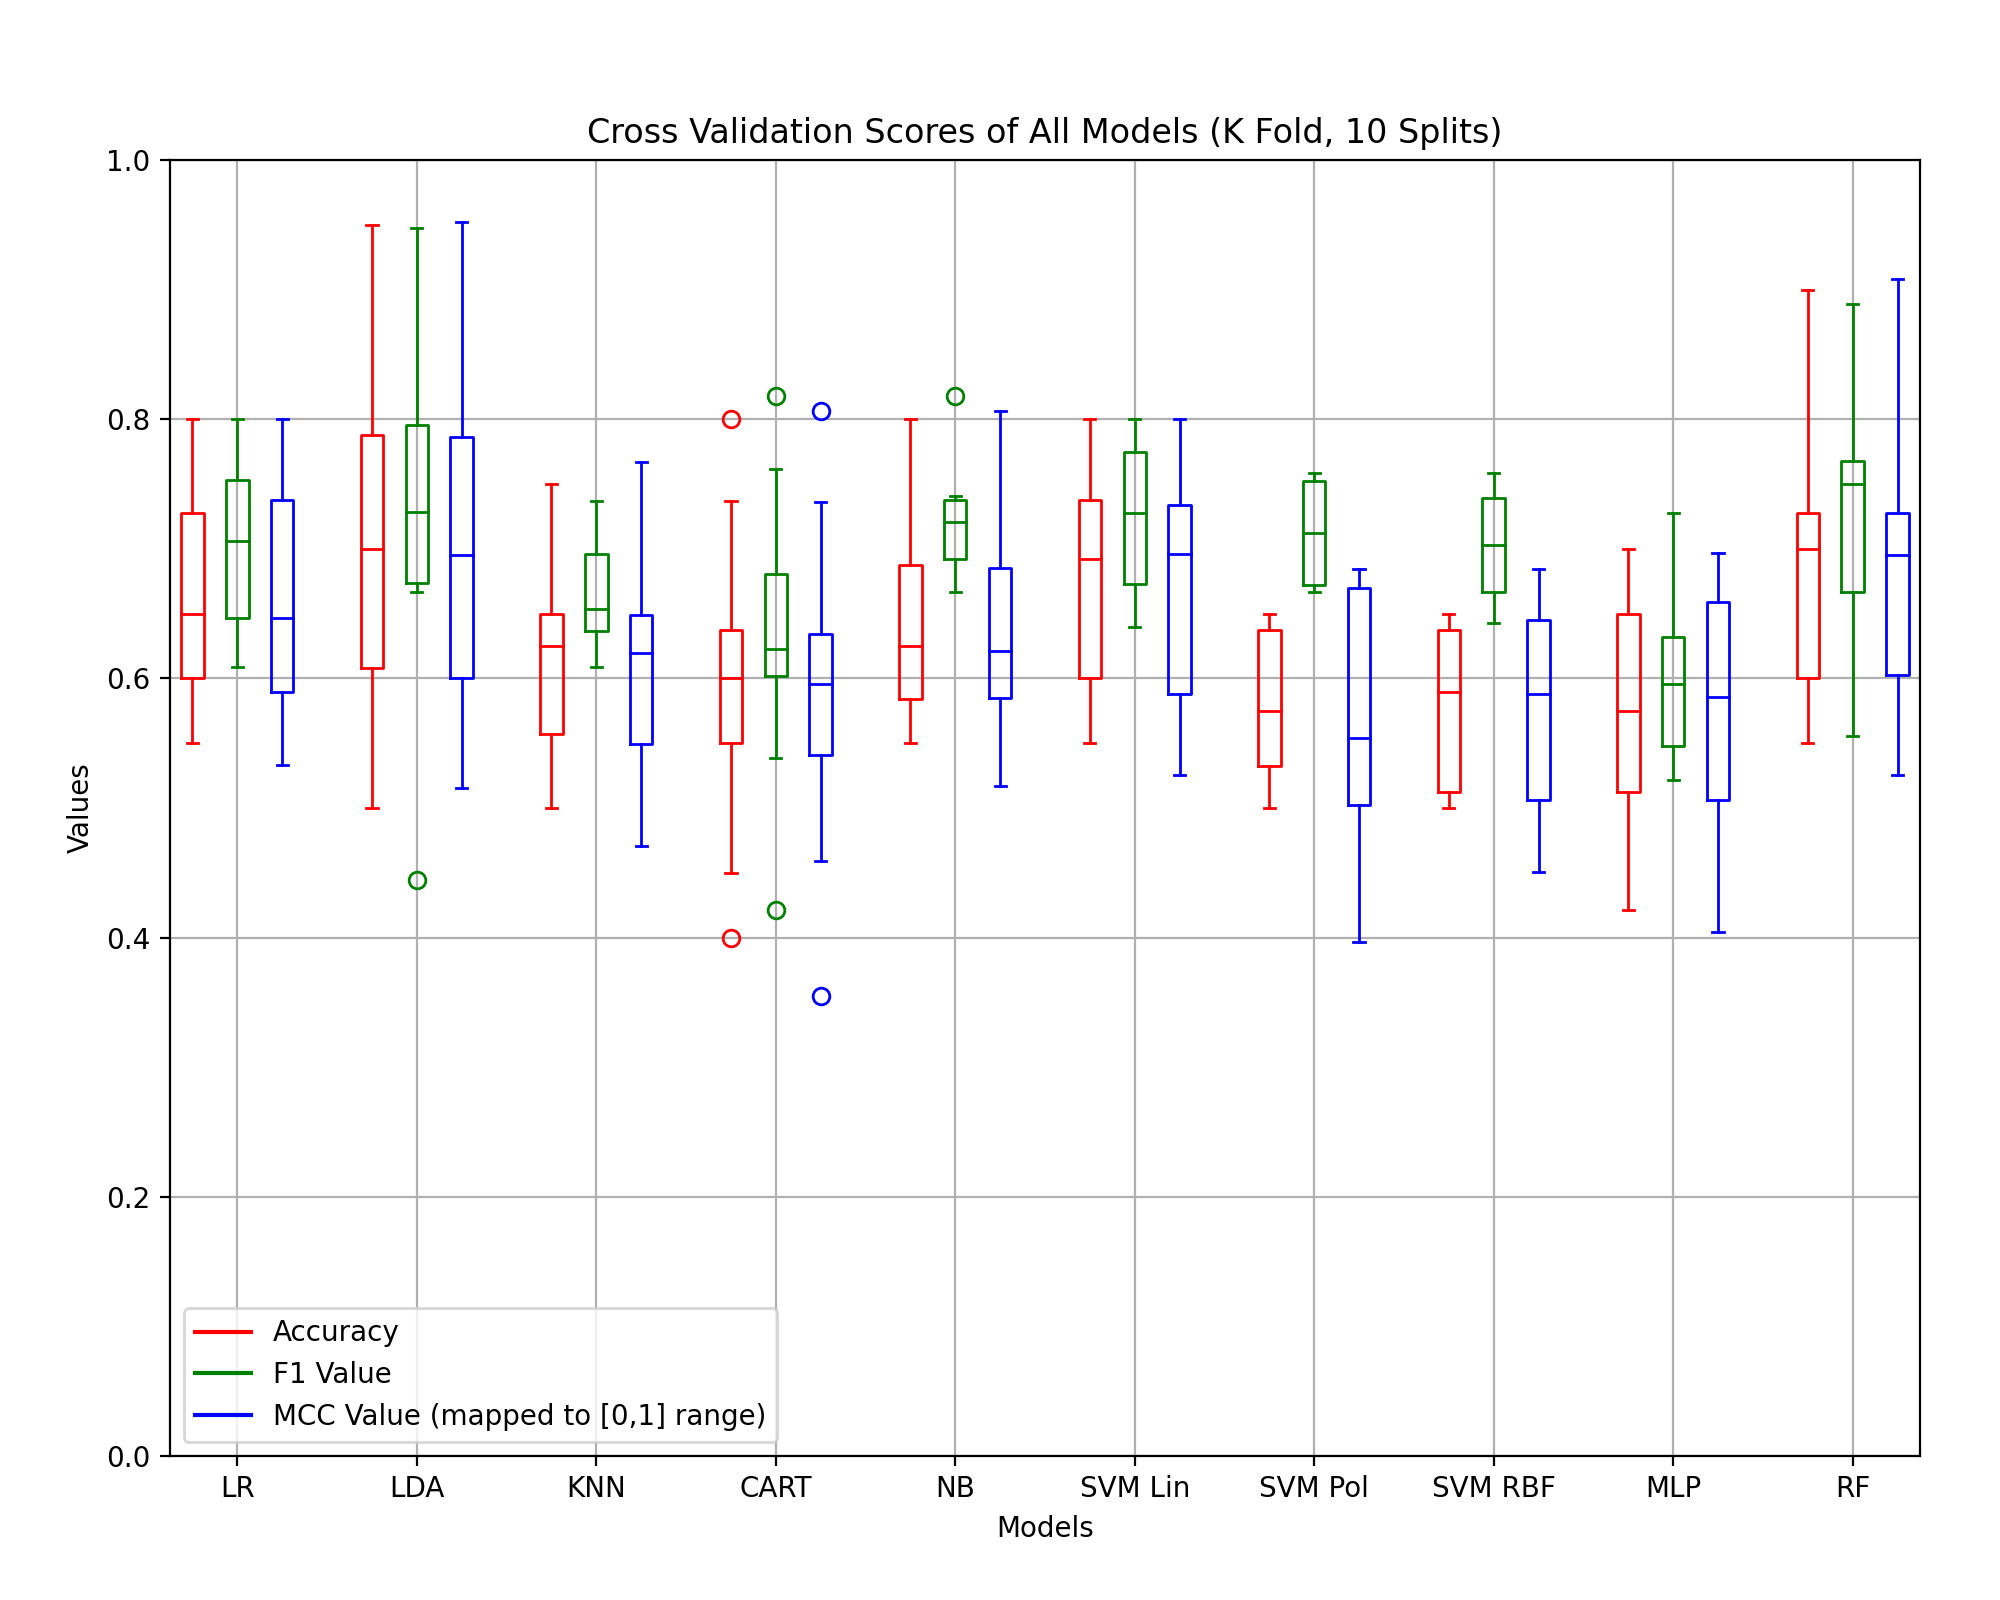 Cross Validation Scores of All Models (K Fold, 10 Splits)
1.0
0.8
0.6
0.4
0.2
0.0
Values
Accuracy
F1 Value
MCC Value (mapped to [0,1] range)
LR LDA KNN CART NB SVM Lin SVM Pol SVM RBF MLP RF
Models